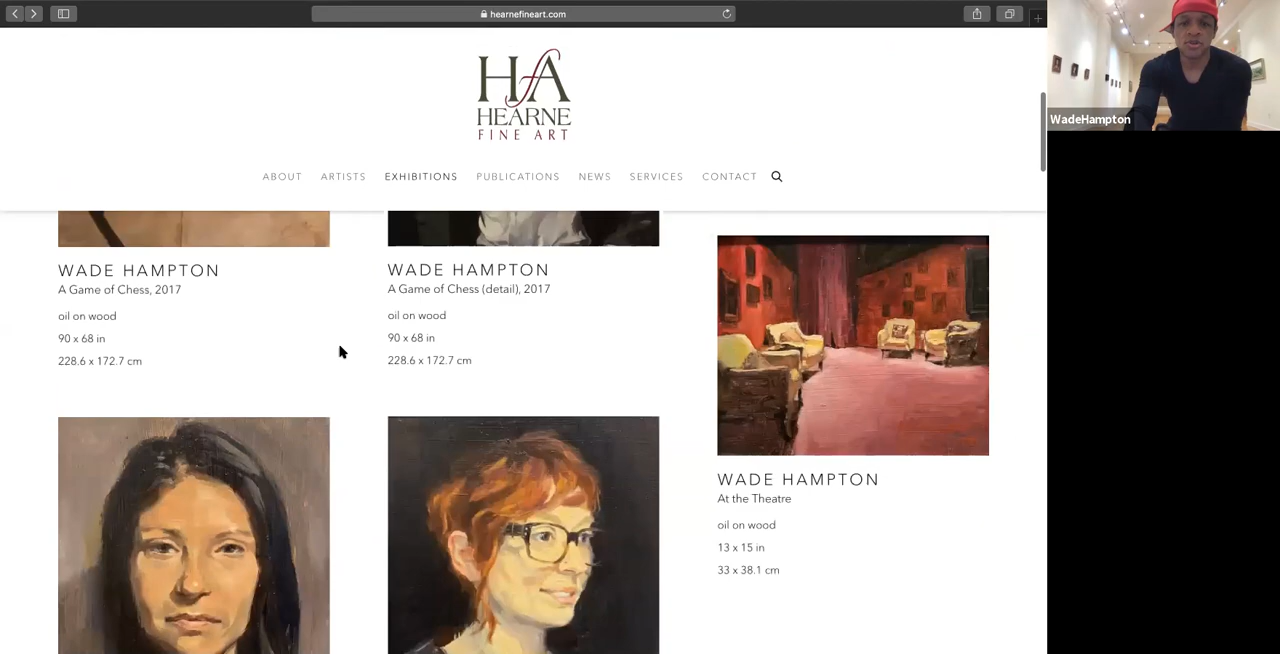 hearnefineart.com
HfA
HEARNE
FINE ART
ABOUT ARTISTS EXHIBITIONS PUBLICATIONS NEWS SERVICES CONTACT
WADE HAMPTON
A Game of Chess, 2017
oil on wood
90 x 68 in
228.6 x 172.7 cm
WADE HAMPTON
A Game of Chess (detail), 2017
oil on wood
90 x 68 in
228.6 x 172.7 cm
WADE HAMPTON
At the Theatre
oil on wood
13 x 15 in
33 x 38.1 cm
WadeHampton